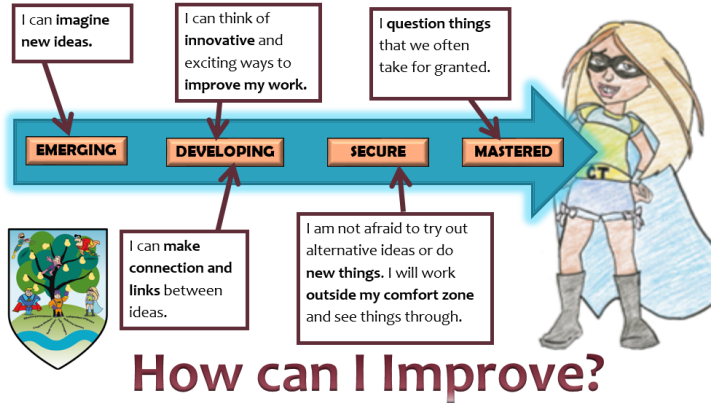 I can imagine
new ideas.
I can think of
innovative and
exciting ways to
improve my work.
I question things
that we often
take for granted.
EMERGING
DEVELOPING
SECURE
MASTERED
CT
I can make
connection and
links between
ideas.
I am not afraid to try out
alternative ideas or do
new things. I will work
outside my comfort zone
and see things through.
How can I Improve?